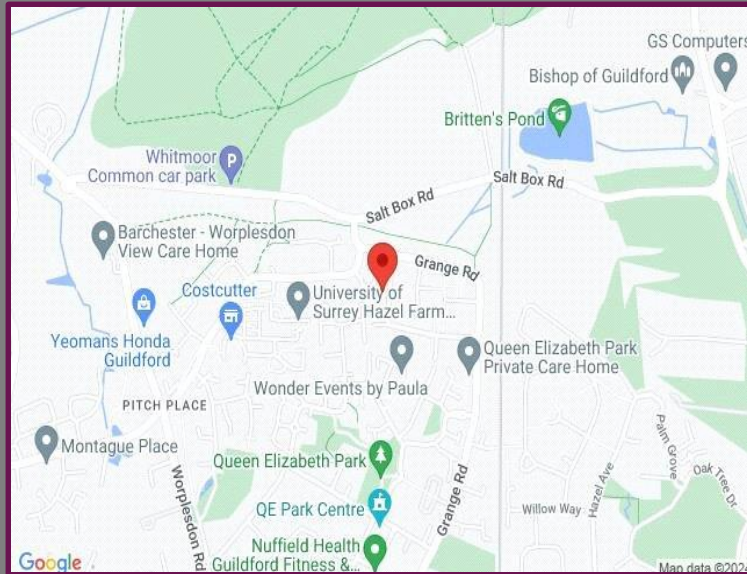 GS Computers
Bishop of Guildford
Britten's Pond
Whitmoor
Common car park
Salt Box Rd
Salt Box Rd
Barchester - Worplesdon
View Care Home
Grange Rd
Costcutter
University of
Surrey Hazel Farm...
Yeomans Honda
Guildford
Queen Elizabeth Park
Private Care Home
Wonder Events by Paula
PITCH PLACE
Montague Place
Palm Grove
Hazel Ave
Oak Tree Dr
Queen Elizabeth Park
Worplesdon Rd
Grange Rd
QE Park Centre
Willow Way
Nuffield Health
Guildford Fitness &...
Google
Map data ©2024